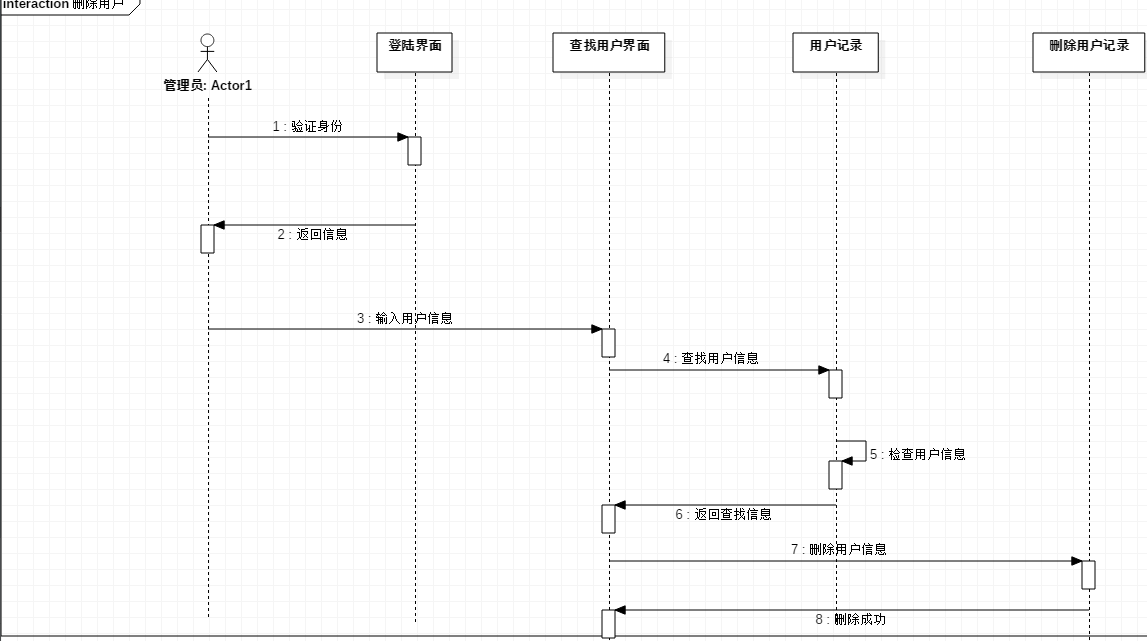 interaction 删除用户
登陆界面
查找用户界面
用户记录
删除用户记录
管理员: Actor1
1 : 验证身份
2 : 返回信息
3 : 输入用户信息
4 : 查找用户信息
5 : 检查用户信息
6 : 返回查找信息
7 : 删除用户信息
8 : 删除成功